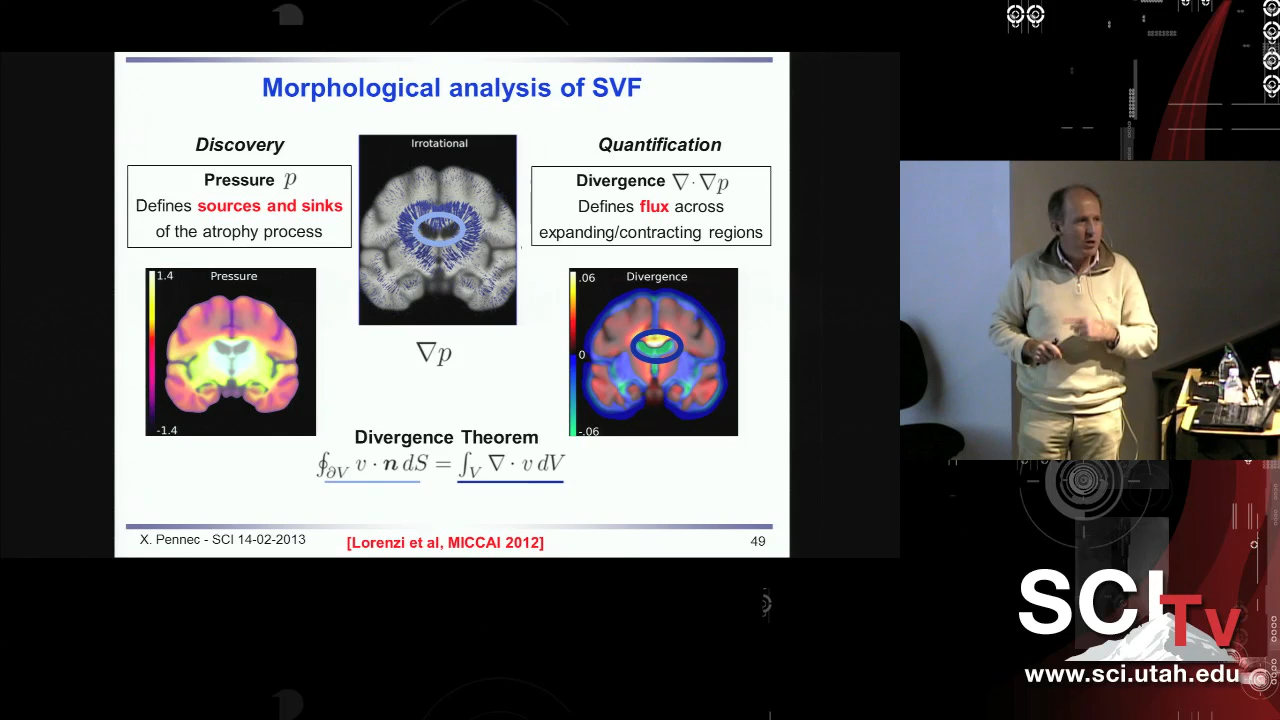 Morphological analysis of SVF
Discovery
Pressure p
Defines sources and sinks
of the atrophy process
Irrotational
Quantification
Divergence ∇·∇p
Defines flux across
expanding/contracting regions
1.4
Pressure
-1.4
∇p
.06
Divergence
0
-.06
Divergence Theorem
∮∂V v · n dS = ∫V ∇ · v dV
X. Pennec - SCI 14-02-2013
[Lorenzi et al, MICCAI 2012]
49
SCI Tv
www.sci.utah.edu